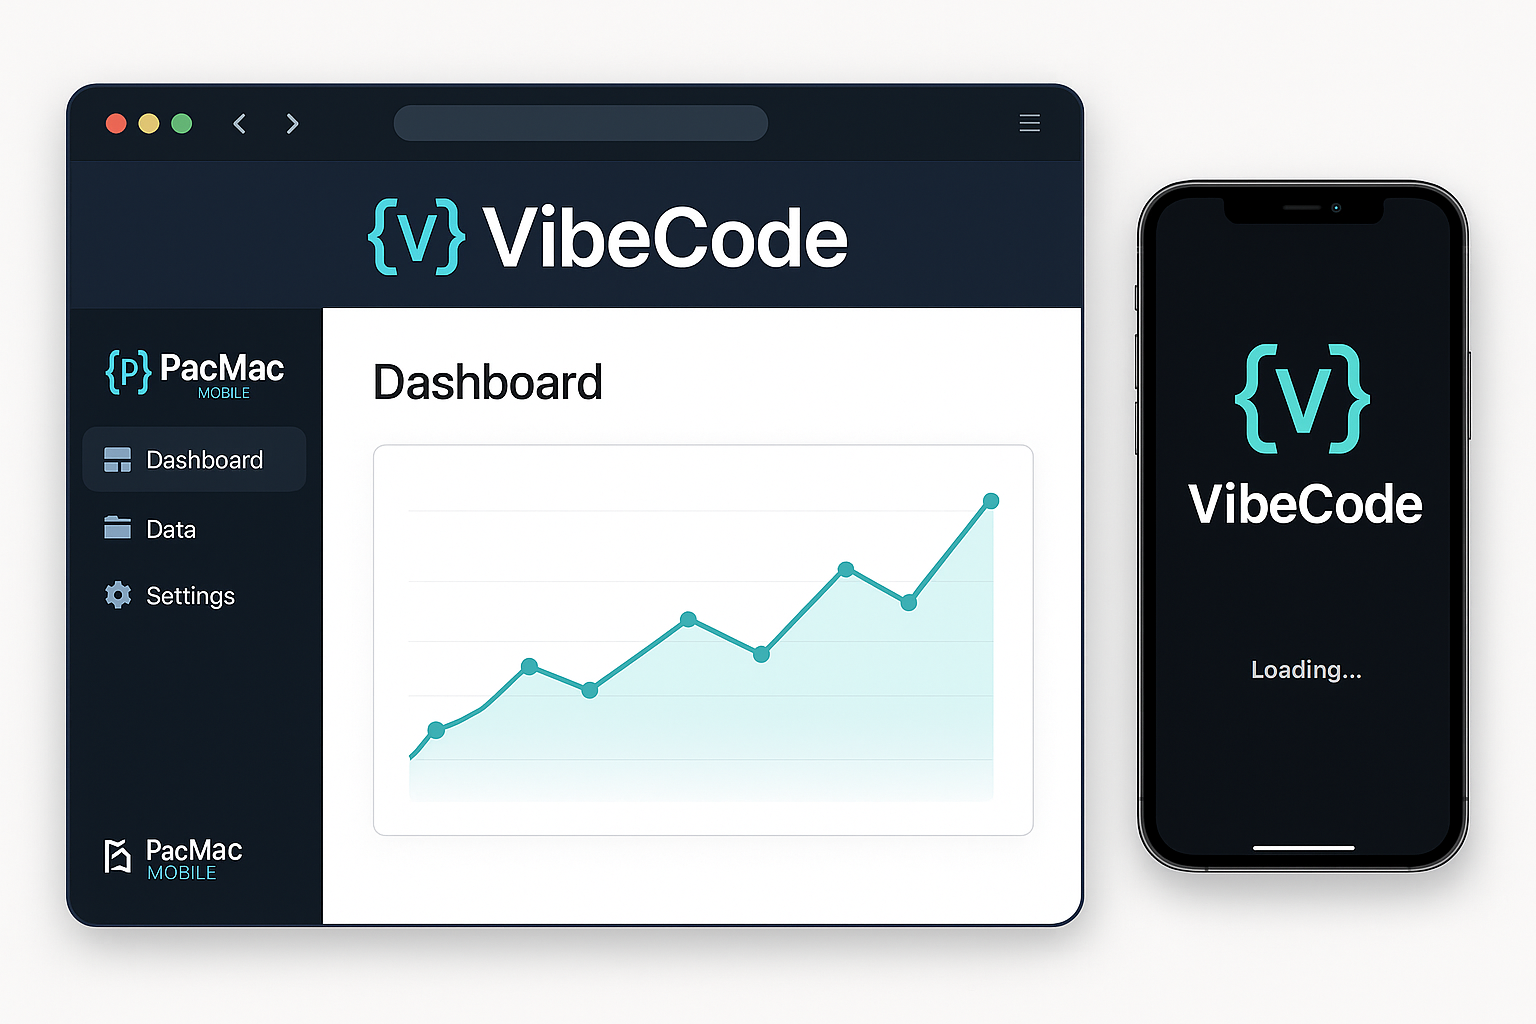 {V} VibeCode
{P} PacMac
MOBILE
Dashboard
Data
Settings
PacMac
MOBILE
Dashboard
{V}
VibeCode
Loading...